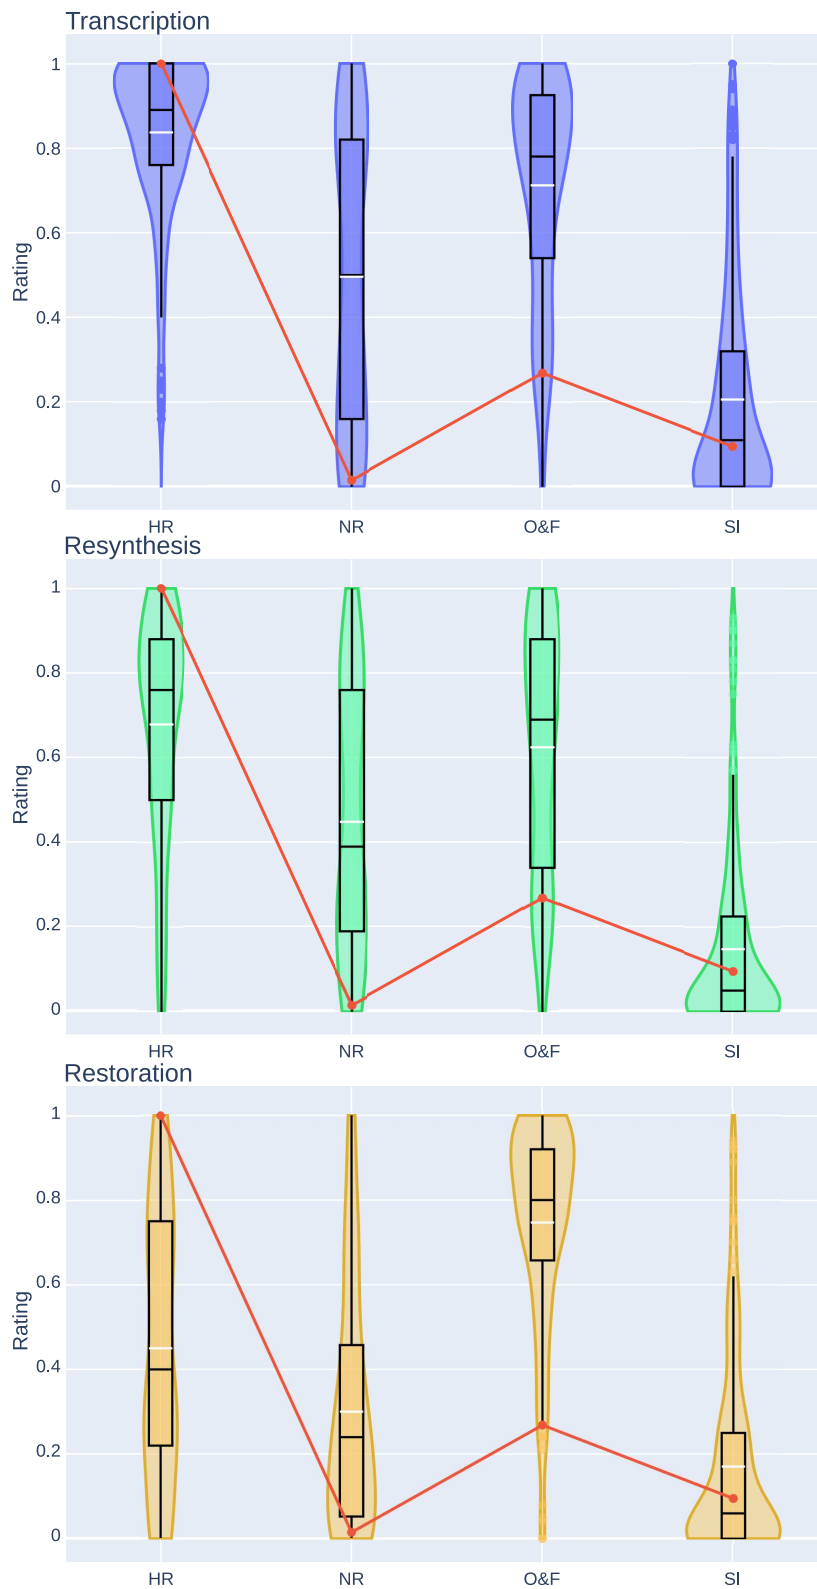 Transcription
1
0.8
0.6
0.4
0.2
0
Rating
HR NR O&F SI
Resynthesis
1
0.8
0.6
0.4
0.2
0
Rating
HR NR O&F SI
Restoration
1
0.8
0.6
0.4
0.2
0
Rating
HR NR O&F SI